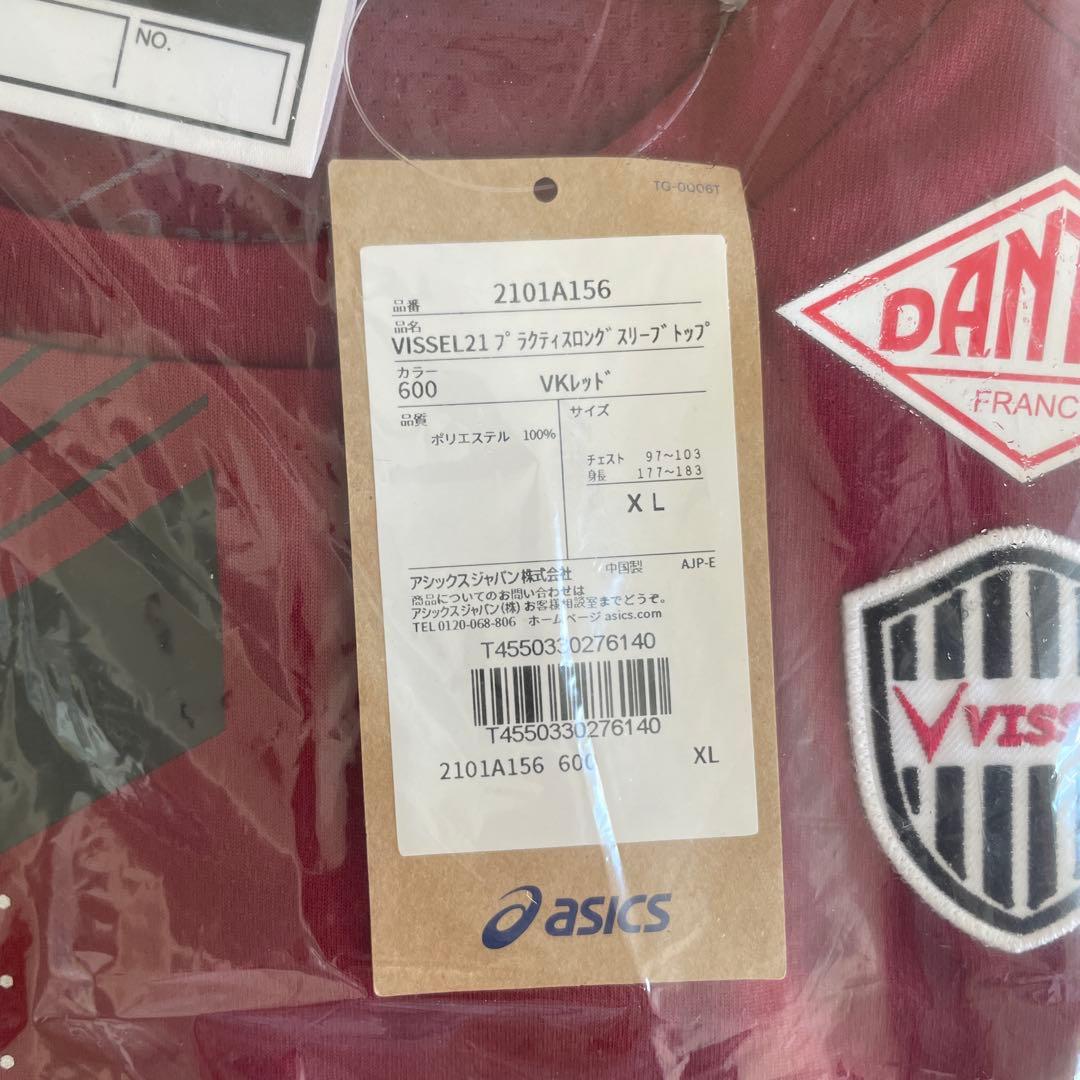 NO.
TG-0006T
品番 2101A156
品名
VISSEL21 ﾌﾟﾗｸﾃｨｽﾛﾝｸﾞｽﾘｰﾌﾞﾄｯﾌﾟ
カラー
600 VKﾚｯﾄﾞ
品質
ポリエステル 100%
サイズ
チェスト 97～103
身長 177～183
XL
アシックスジャパン株式会社 中国製 AJP-E
商品についてのお問い合わせは
アシックスジャパン(株) お客様相談室までどうぞ。
TEL 0120-068-806 ホームページ asics.com
T4550330276140
T4550330276140
2101A156 600 XL
asics